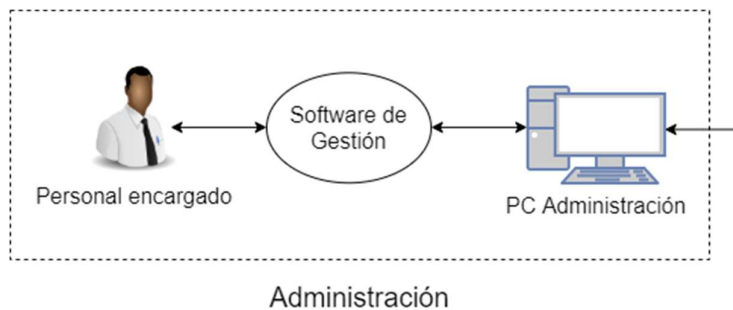 Software de
Gestión
Personal encargado
PC Administración
Administración